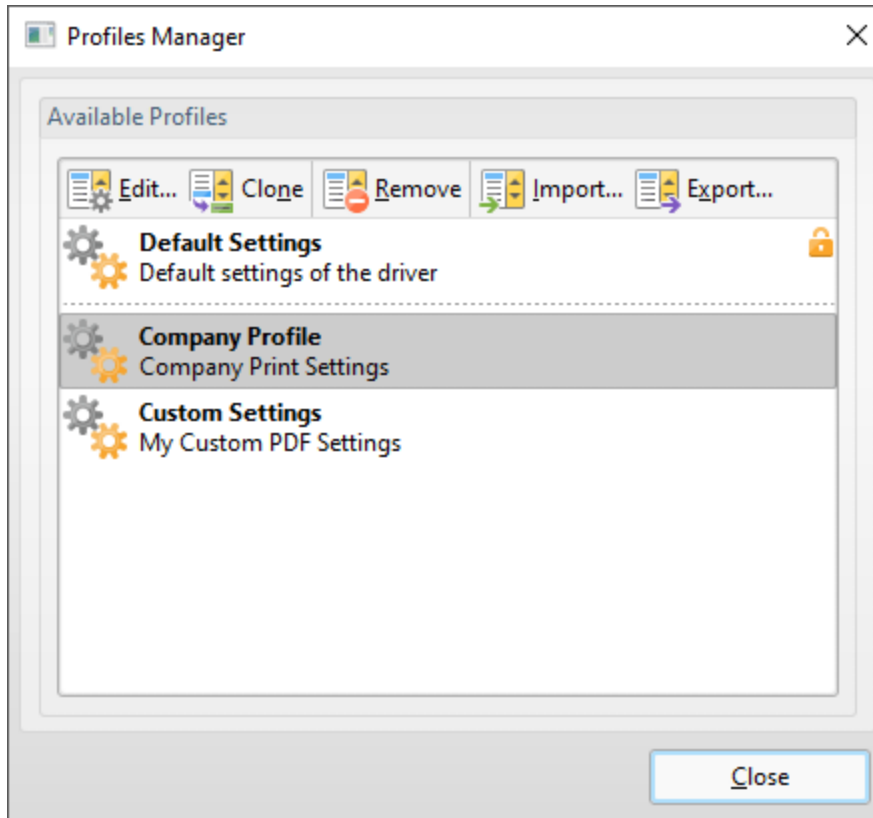 Profiles Manager
Available Profiles
Edit... Clone Remove Import... Export...
Default Settings
Default settings of the driver
Company Profile
Company Print Settings
Custom Settings
My Custom PDF Settings
Close